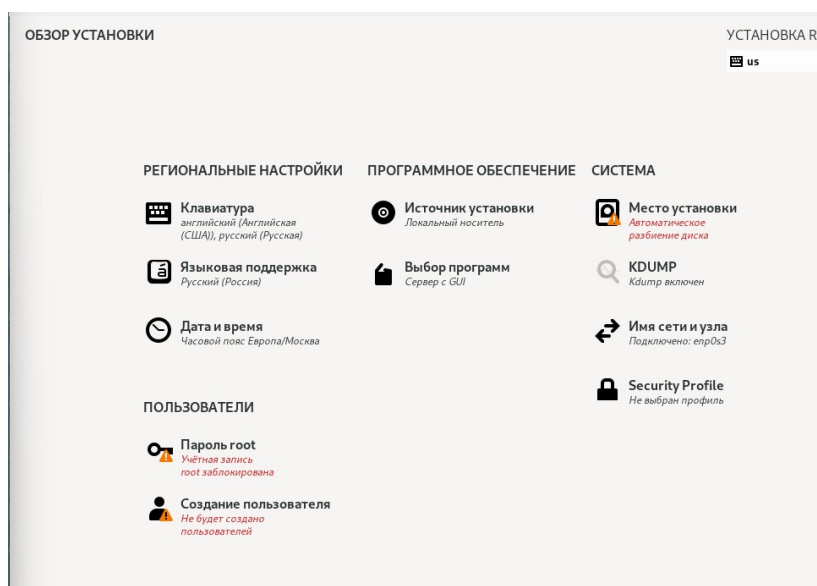 ОБЗОР УСТАНОВКИ
УСТАНОВКА R
us
РЕГИОНАЛЬНЫЕ НАСТРОЙКИ
Клавиатура
английский (Английская
(США)), русский (Русская)
Языковая поддержка
Русский (Россия)
Дата и время
Часовой пояс Европа/Москва
ПОЛЬЗОВАТЕЛИ
Пароль root
Учётная запись
root заблокирована
Создание пользователя
Не будет создано
пользователей
ПРОГРАММНОЕ ОБЕСПЕЧЕНИЕ
Источник установки
Локальный носитель
Выбор программ
Сервер с GUI
СИСТЕМА
Место установки
Автоматическое
разбиение диска
KDUMP
Kdump включен
Имя сети и узла
Подключено: enp0s3
Security Profile
Не выбран профиль